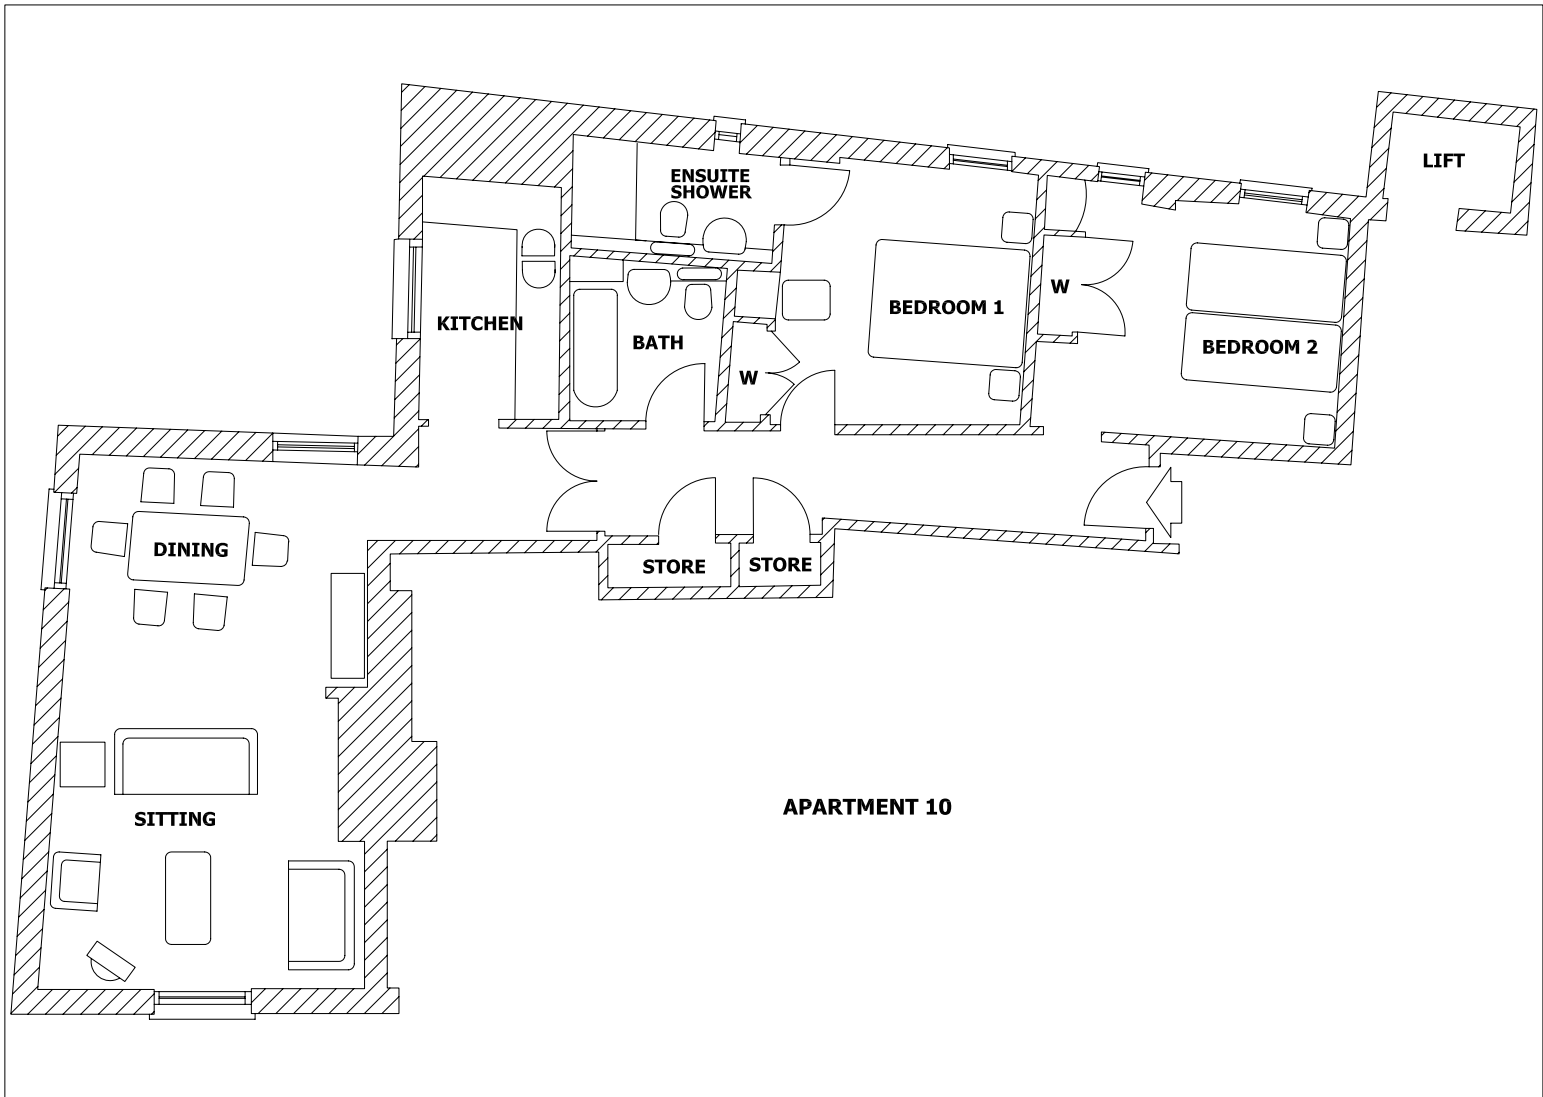 LIFT
ENSUITE
SHOWER
W
BEDROOM 1
KITCHEN
BATH
BEDROOM 2
W
DINING
STORE
STORE
APARTMENT 10
SITTING